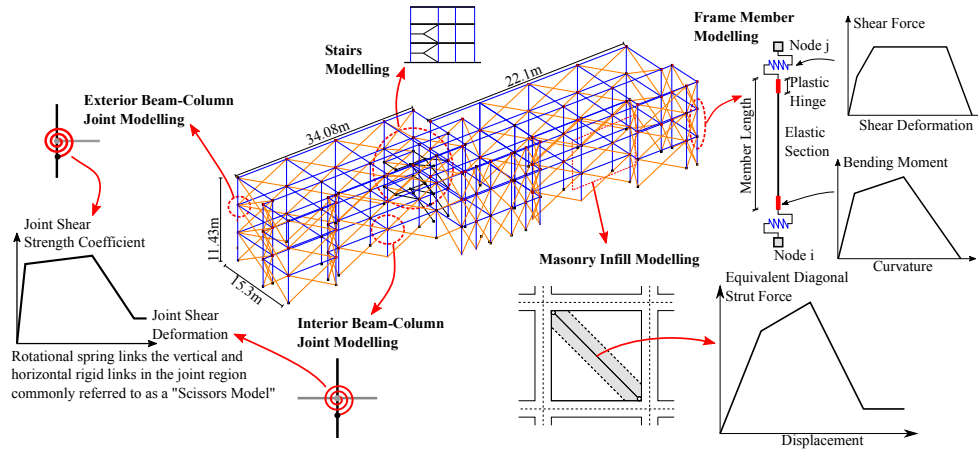 Stairs
Modelling
Frame Member
Modelling
Node j
Plastic
Hinge
Member Length
Elastic
Section
Node i
Shear Force
Shear Deformation
Bending Moment
Curvature
Exterior Beam-Column
Joint Modelling
34.08m
22.1m
11.43m
15.3m
Joint Shear
Strength Coefficient
Joint Shear
Deformation
Rotational spring links the vertical and
horizontal rigid links in the joint region
commonly referred to as a "Scissors Model"
Interior Beam-Column
Joint Modelling
Masonry Infill Modelling
Equivalent Diagonal
Strut Force
Displacement